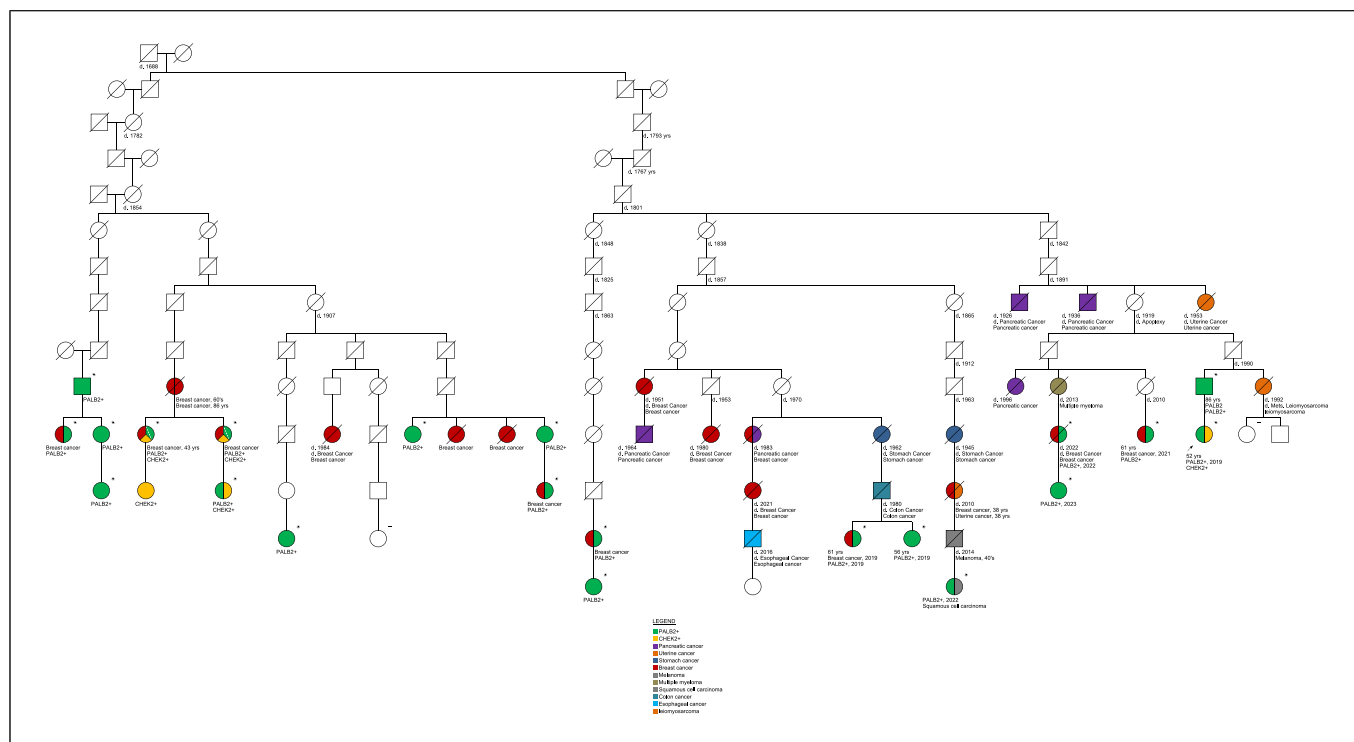 d. 1688
d. 1782
d. 1793 yrs
d. 1767 yrs
d. 1854
d. 1801
d. 1848
d. 1838
d. 1842
d. 1825
d. 1857
d. 1891
d. 1907
d. 1863
d. 1865
d. 1929
d. Pancreatic Cancer
Pancreatic cancer
d. 1936
d. Pancreatic Cancer
Pancreatic cancer
d. 1919
d. Apoplexy
d. 1953
d. Uterine Cancer
Uterine cancer
d. 1912
d. 1990
*
PALB2+
Breast cancer, 60's
Breast cancer, 86 yrs
d. 1951
d. Breast Cancer
Breast cancer
d. 1953
d. 1970
d. 1963
d. 1996
Pancreatic cancer
d. 2013
Multiple myeloma
d. 2010
*
86 yrs
PALB2
PALB2+
d. 1992
d. Mets, Leiomyosarcoma
leiomyosarcoma
*
Breast cancer
PALB2+
*
PALB2+
*
Breast cancer, 43 yrs
PALB2+
CHEK2+
*
Breast cancer
PALB2+
CHEK2+
d. 1984
d. Breast Cancer
Breast cancer
*
PALB2+
Breast cancer
Breast cancer
*
PALB2+
d. 1964
d. Pancreatic Cancer
Pancreatic cancer
d. 1980
d. Breast Cancer
Breast cancer
d. 1983
Pancreatic cancer
Breast cancer
d. 1962
d. Stomach Cancer
Stomach cancer
d. 1945
d. Stomach Cancer
Stomach cancer
*
d. 2022
d. Breast Cancer
Breast cancer
PALB2+, 2022
*
61 yrs
Breast cancer, 2021
PALB2+
*
52 yrs
PALB2+, 2019
CHEK2+
–
*
PALB2+
CHEK2+
*
PALB2+
CHEK2+
*
Breast cancer
PALB2+
d. 2021
d. Breast Cancer
Breast cancer
d. 1980
d. Colon Cancer
Colon cancer
d. 2010
Breast cancer, 38 yrs
Uterine cancer, 38 yrs
*
PALB2+, 2023
*
PALB2+
–
*
Breast cancer
PALB2+
d. 2016
d. Esophageal Cancer
Esophageal cancer
*
61 yrs
Breast cancer, 2019
PALB2+, 2019
*
56 yrs
PALB2+, 2019
d. 2014
Melanoma, 40's
*
PALB2+
*
PALB2+, 2022
Squamous cell carcinoma
LEGEND
PALB2+
CHEK2+
Pancreatic cancer
Uterine cancer
Stomach cancer
Breast cancer
Melanoma
Multiple myeloma
Squamous cell carcinoma
Colon cancer
Esophageal cancer
leiomyosarcoma